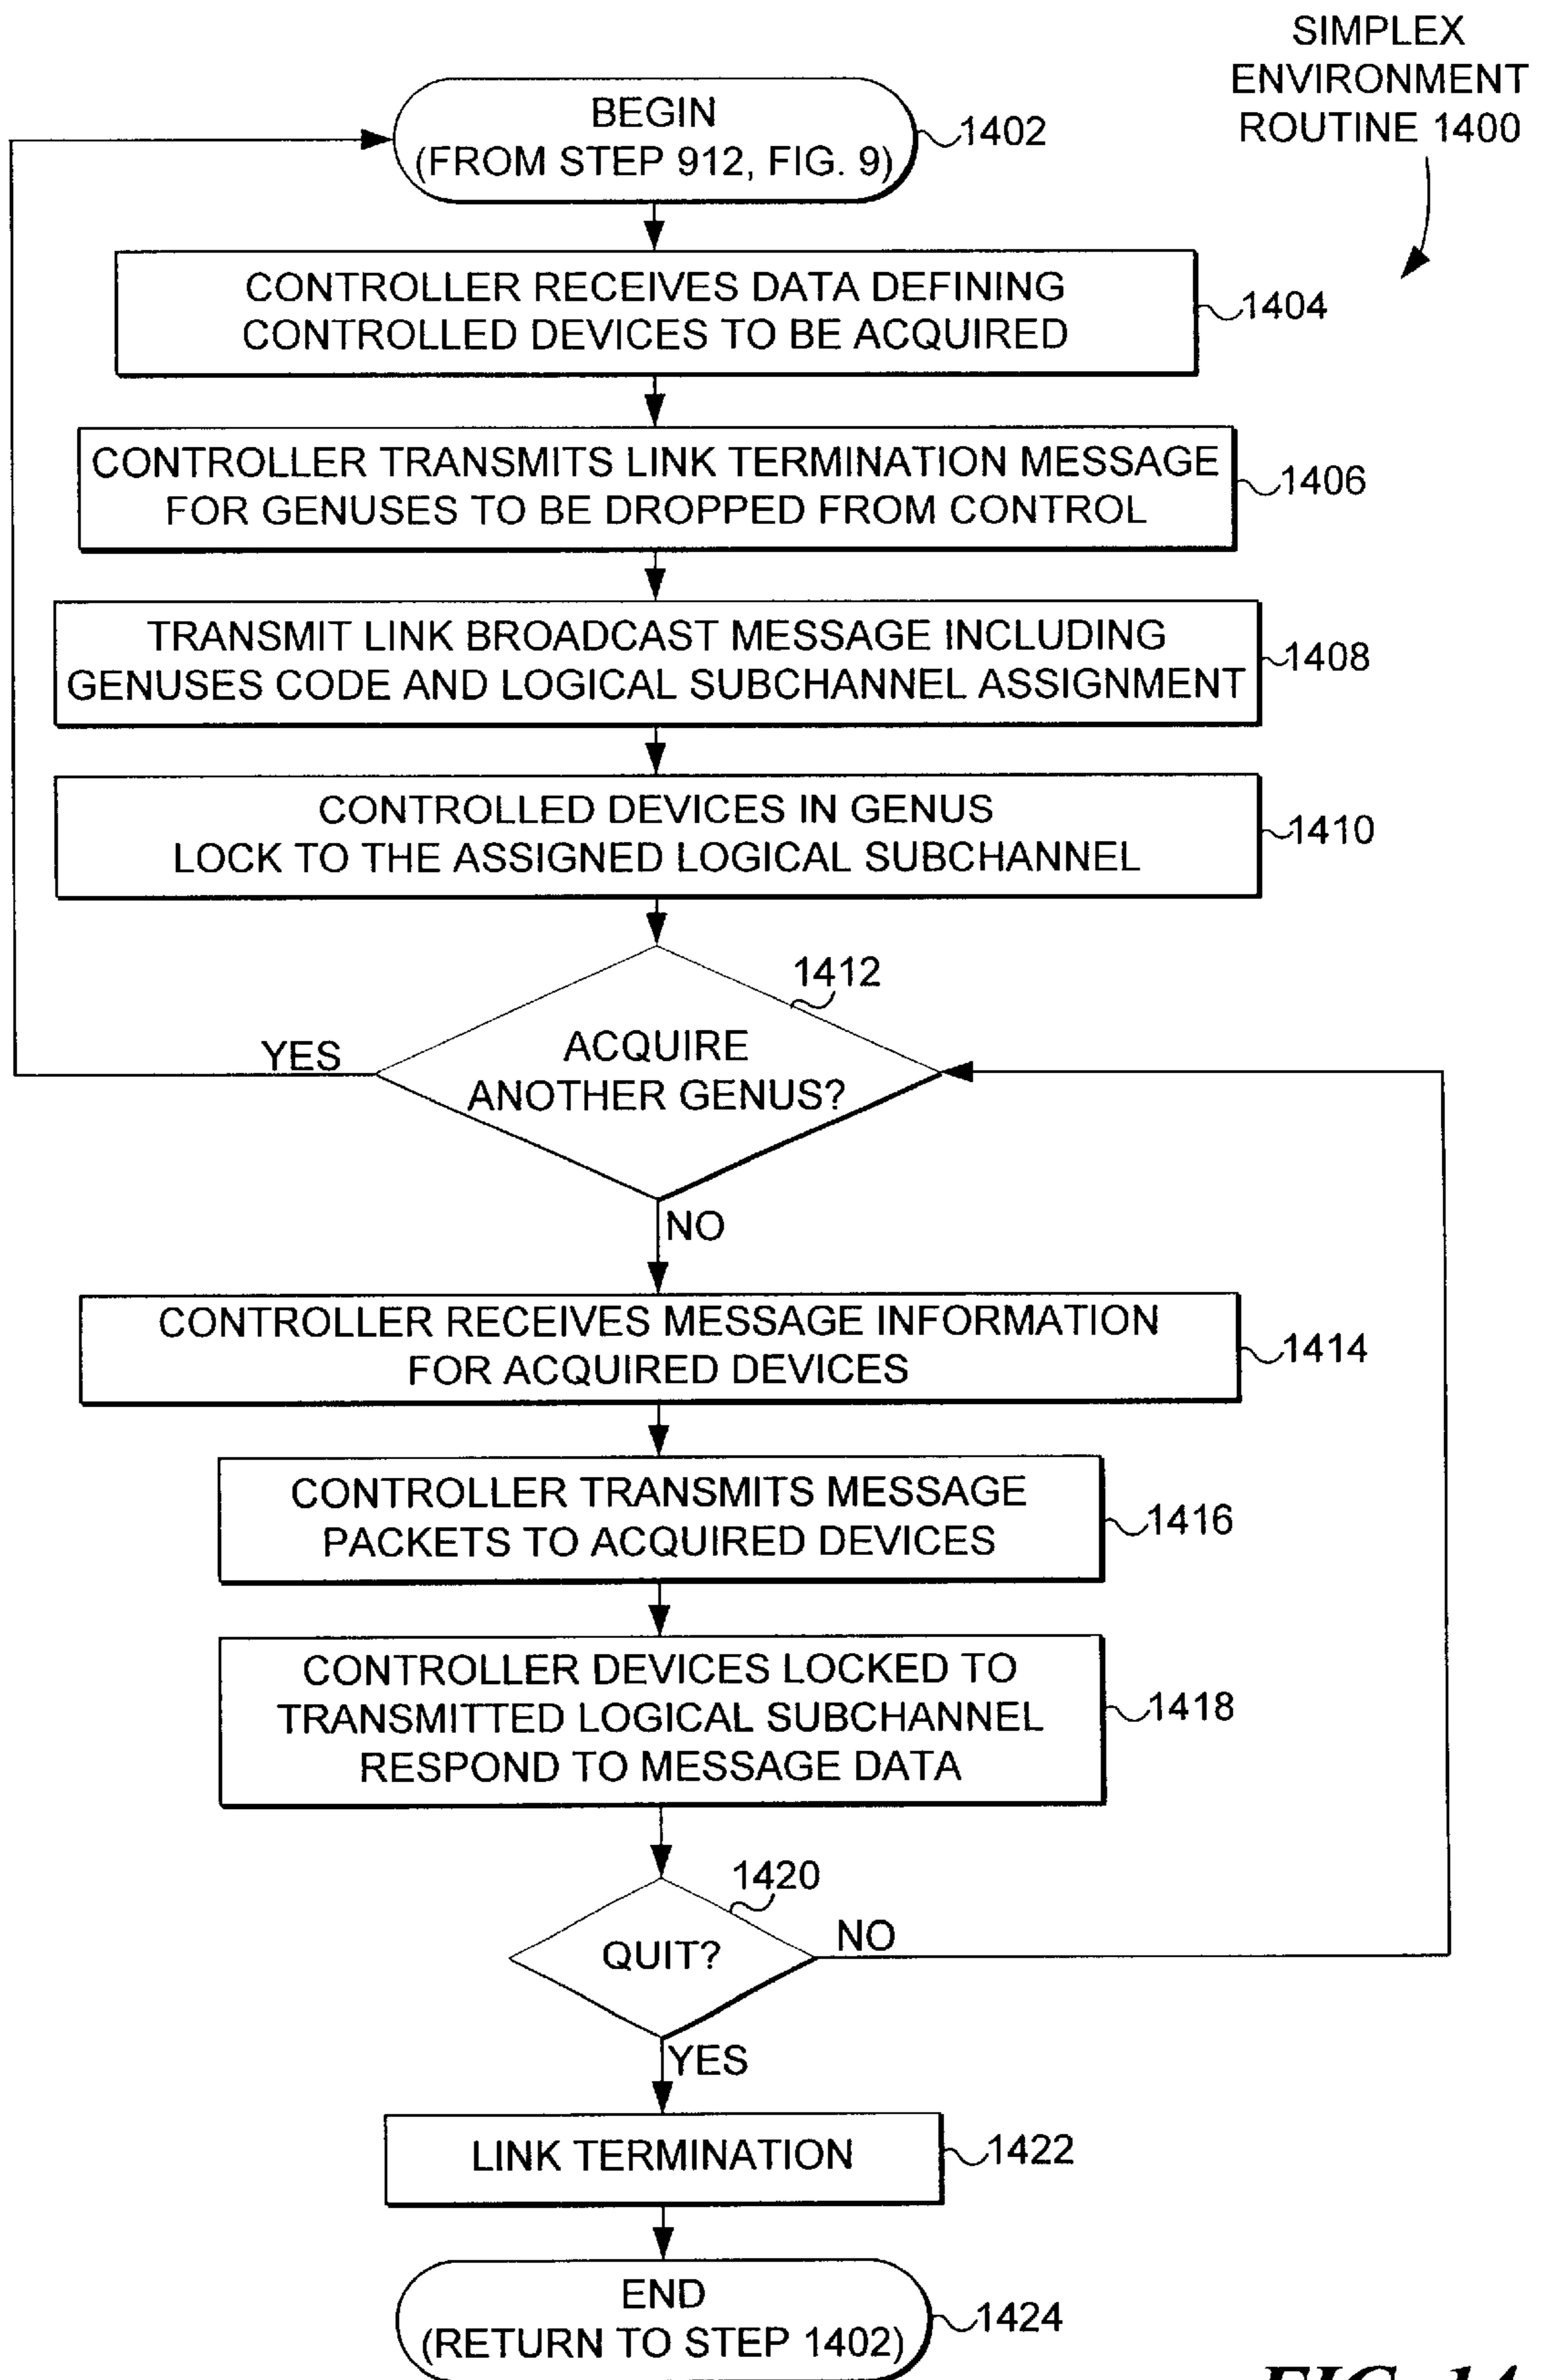 SIMPLEX
ENVIRONMENT
ROUTINE 1400
BEGIN
(FROM STEP 912, FIG. 9)
1402
CONTROLLER RECEIVES DATA DEFINING
CONTROLLED DEVICES TO BE ACQUIRED
1404
CONTROLLER TRANSMITS LINK TERMINATION MESSAGE
FOR GENUSES TO BE DROPPED FROM CONTROL
1406
TRANSMIT LINK BROADCAST MESSAGE INCLUDING
GENUSES CODE AND LOGICAL SUBCHANNEL ASSIGNMENT
1408
CONTROLLED DEVICES IN GENUS
LOCK TO THE ASSIGNED LOGICAL SUBCHANNEL
1410
1412
ACQUIRE
ANOTHER GENUS?
YES
NO
CONTROLLER RECEIVES MESSAGE INFORMATION
FOR ACQUIRED DEVICES
1414
CONTROLLER TRANSMITS MESSAGE
PACKETS TO ACQUIRED DEVICES
1416
CONTROLLER DEVICES LOCKED TO
TRANSMITTED LOGICAL SUBCHANNEL
RESPOND TO MESSAGE DATA
1418
1420
QUIT?
NO
YES
LINK TERMINATION
1422
END
(RETURN TO STEP 1402)
1424
FIG. 14